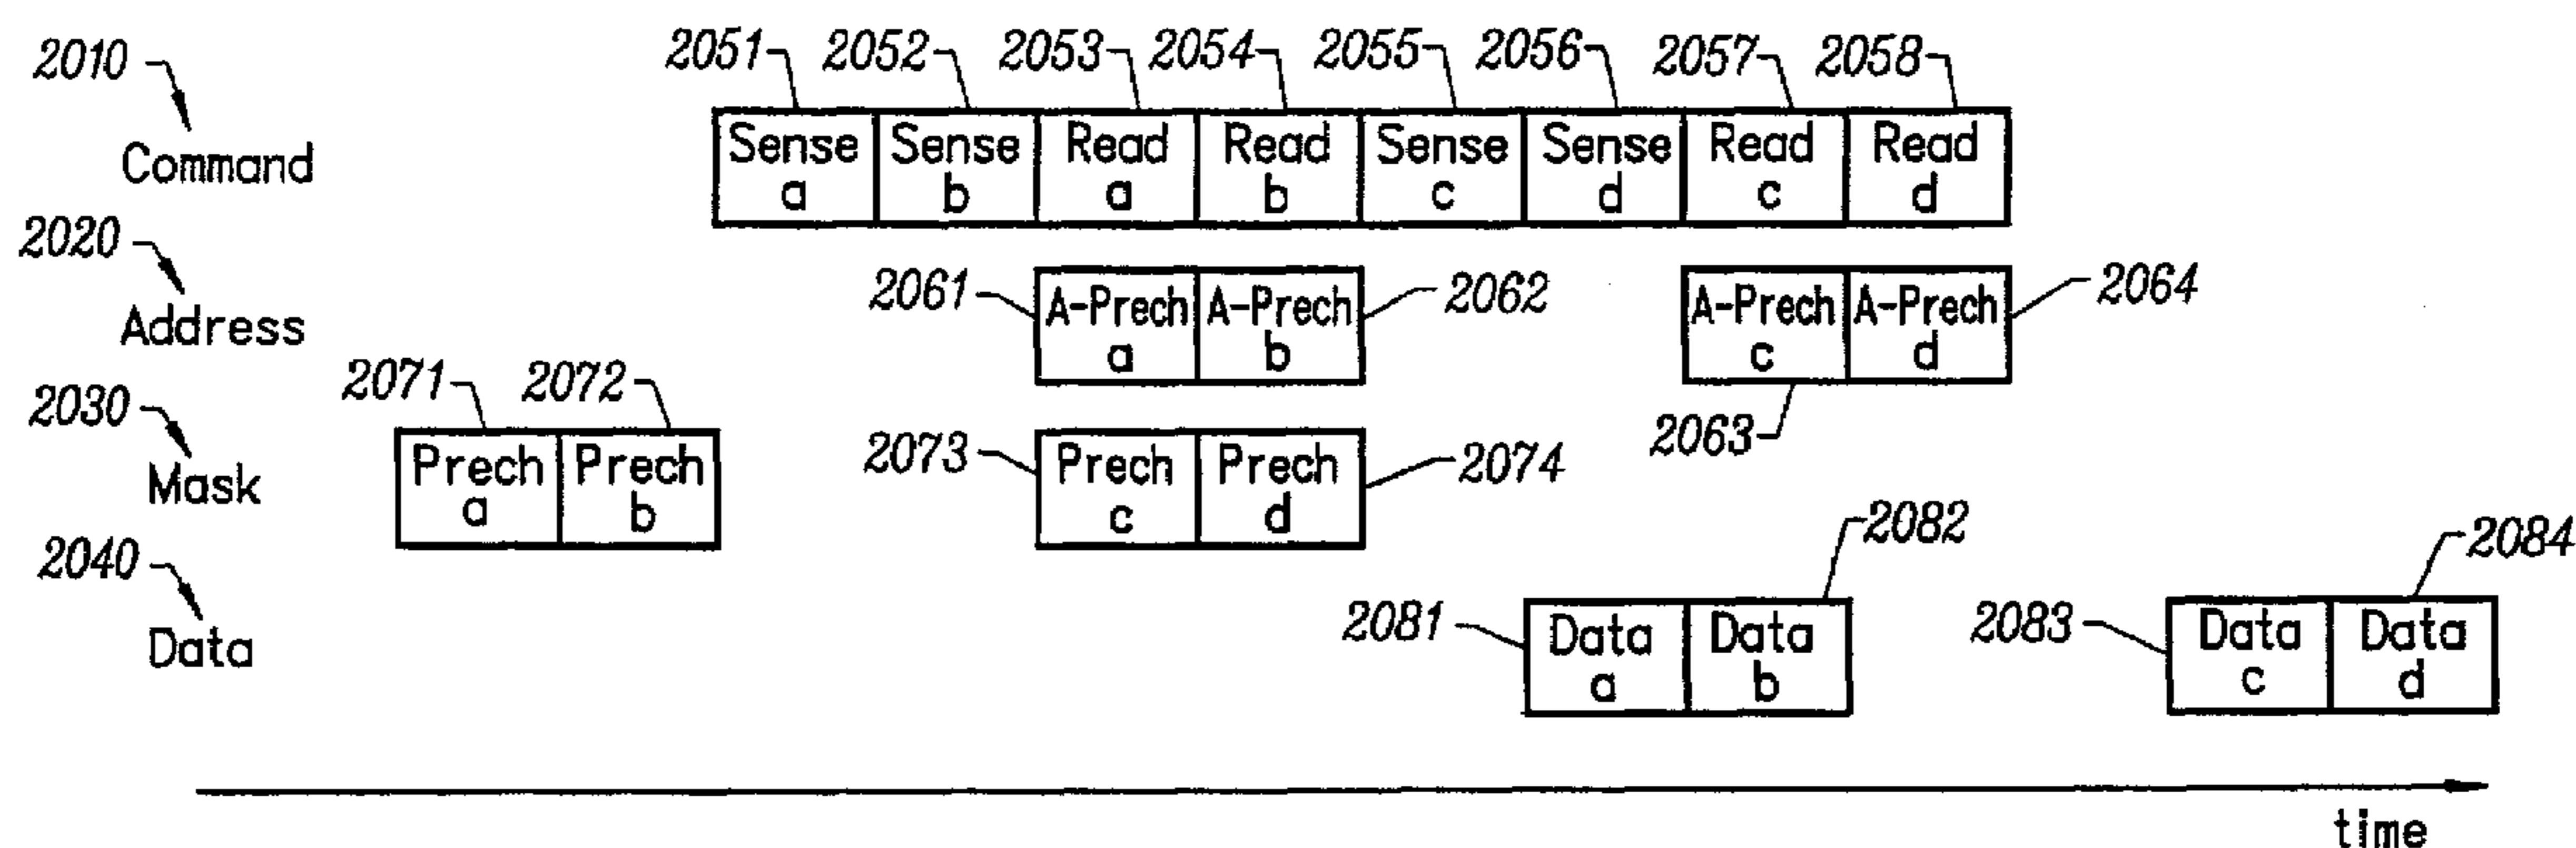 2010
2051 2052 2053 2054 2055 2056 2057 2058
Command
Sense Sense Read Read Sense Sense Read Read
a b a b c d c d
2020
Address
2061 2062 2064
A-Prech A-Prech A-Prech A-Prech
a b c d
2063
2030
Mask
2071 2072
Prech Prech
a b
2073 2074
Prech Prech
c d
2040
Data
2081 2082
Data Data
a b
2083 2084
Data Data
c d
time